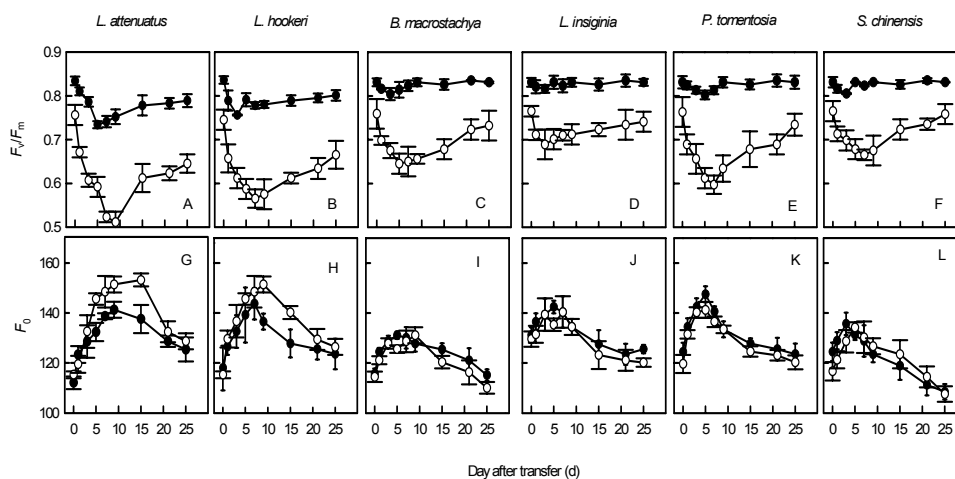 L. attenuatus L. hookeri B. macrostachya L. insiginia P. tomentosia S. chinensis
0.9
0.8
0.7
0.6
0.5
Fv/Fm
A B C D E F
160
140
120
100
F0
G H I J K L
0 5 10 15 20 25 0 5 10 15 20 25 0 5 10 15 20 25 0 5 10 15 20 25 0 5 10 15 20 25 0 5 10 15 20 25
Day after transfer (d)